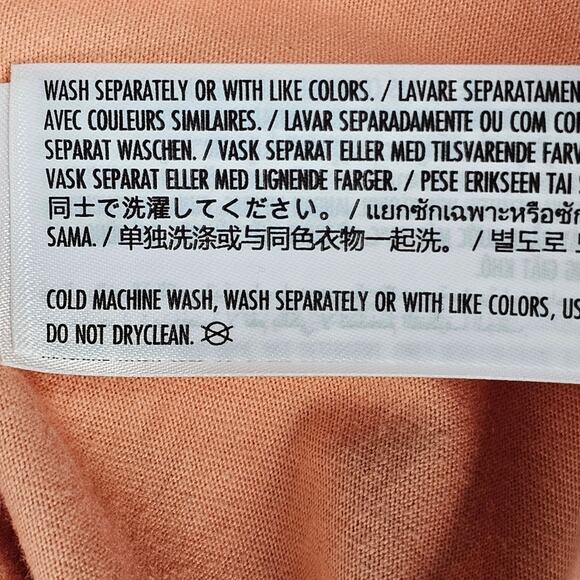 WASH SEPARATELY OR WITH LIKE COLORS. / LAVARE SEPARATAMEN
AVEC COULEURS SIMILAIRES. / LAVAR SEPARADAMENTE OU COM CO
SEPARAT WASCHEN. / VASK SEPARAT ELLER MED TILSVARENDE FARV
VASK SEPARAT ELLER MED LIGNENDE FARGER. / PESE ERIKSEEN TAI
同士で洗濯してください。/ แยกซักเฉพาะหรือซัก
SAMA. / 单独洗涤或与同色衣物一起洗。/ 별도로
COLD MACHINE WASH, WASH SEPARATELY OR WITH LIKE COLORS, US
DO NOT DRYCLEAN.